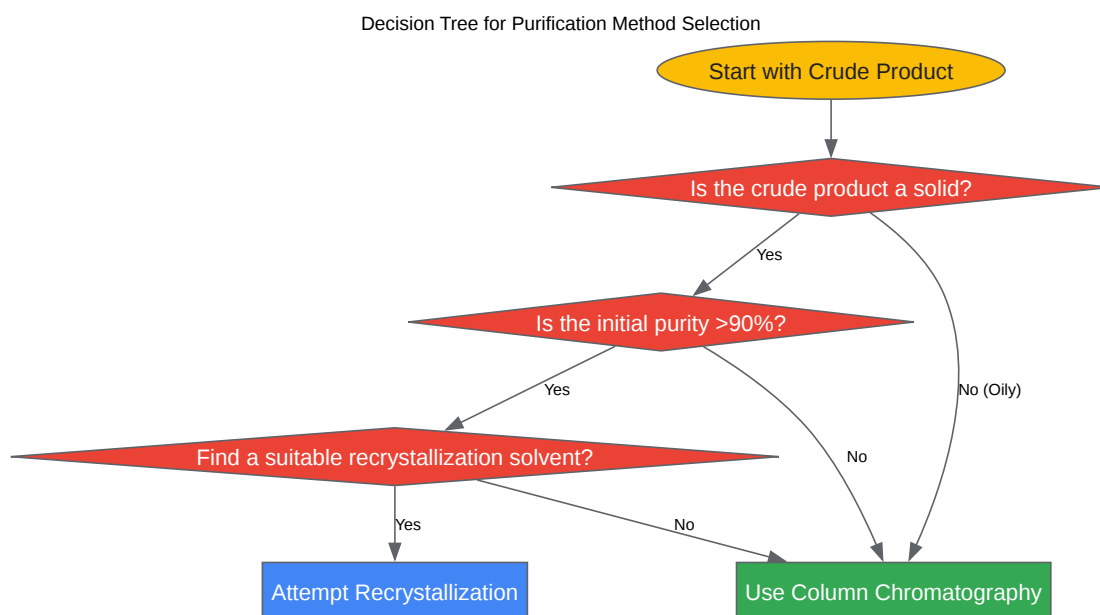 Decision Tree for Purification Method Selection
Start with Crude Product
Is the crude product a solid?
Yes
Is the initial purity >90%?
Yes
No (Oily)
Find a suitable recrystallization solvent?
No
Yes
No
Attempt Recrystallization
Use Column Chromatography